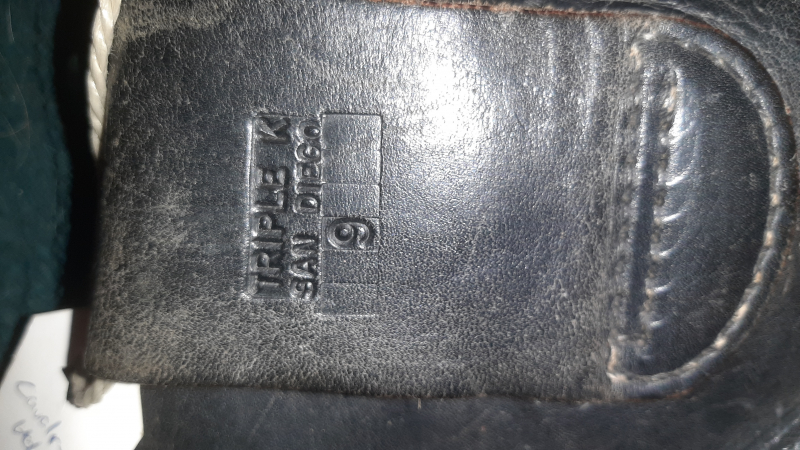 TRIPLE K
SAN DIEGO
9